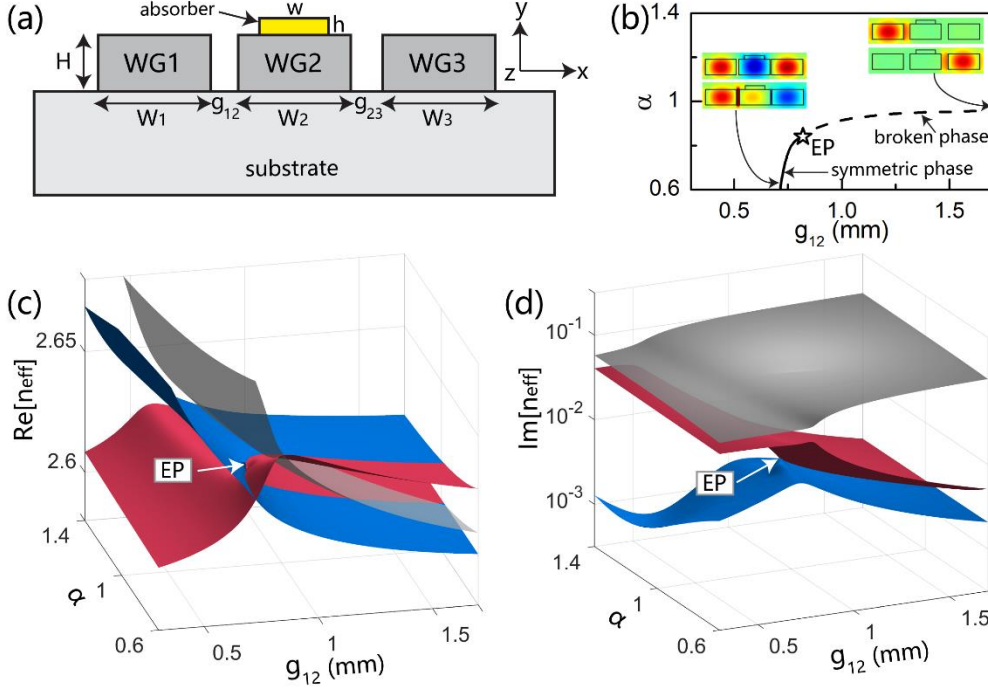 (a)
absorber
w
h
H
WG1
WG2
WG3
y
z
x
W1
g12
W2
g23
W3
substrate
(b)
1.4
α
1
0.6
EP
broken phase
symmetric phase
0.5
1.0
1.5
g12 (mm)
(c)
Re[neff]
2.65
2.6
EP
1.4
α
1
0.6
0.5
1
1.5
g12 (mm)
(d)
Im[neff]
10-1
10-2
10-3
EP
1.4
α
1
0.6
0.5
1
1.5
g12 (mm)